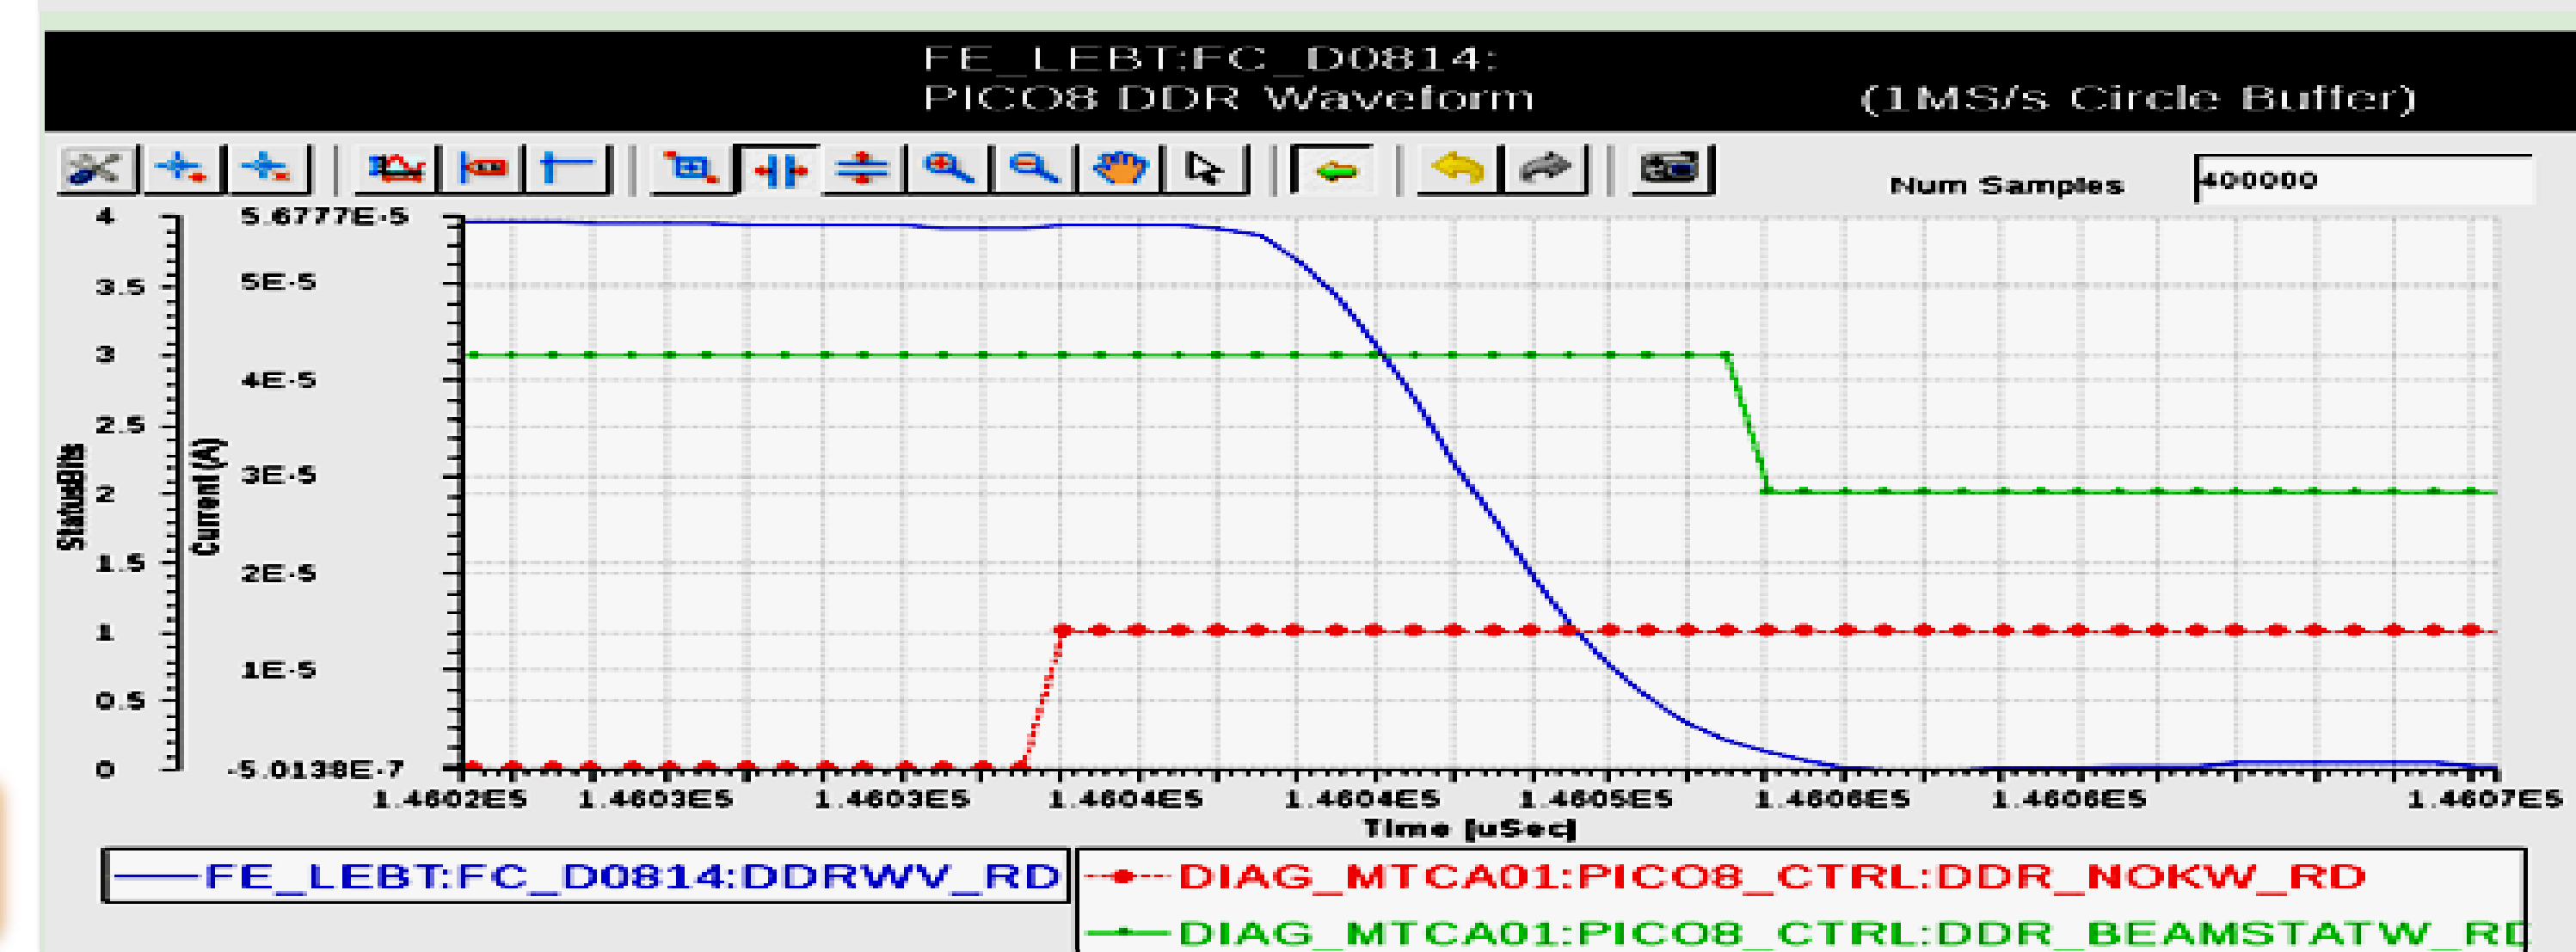 FE_LEBT:FC_D0814:
PICO8 DDR Waveform (1MS/s Circle Buffer)
Num Samples 400000
StatusBits
4
3.5
3
2.5
2
1.5
1
0.5
0
Current (A)
5.6777E-5
5E-5
4E-5
3E-5
2E-5
1E-5
-5.0138E-7
1.4602E5 1.4603E5 1.4603E5 1.4604E5 1.4604E5 1.4605E5 1.4606E5 1.4606E5 1.4607E5
Time [uSec]
FE_LEBT:FC_D0814:DDRWV_RD
DIAG_MTCA01:PICO8_CTRL:DDR_NOKW_RD
DIAG_MTCA01:PICO8_CTRL:DDR_BEAMSTATW_RD